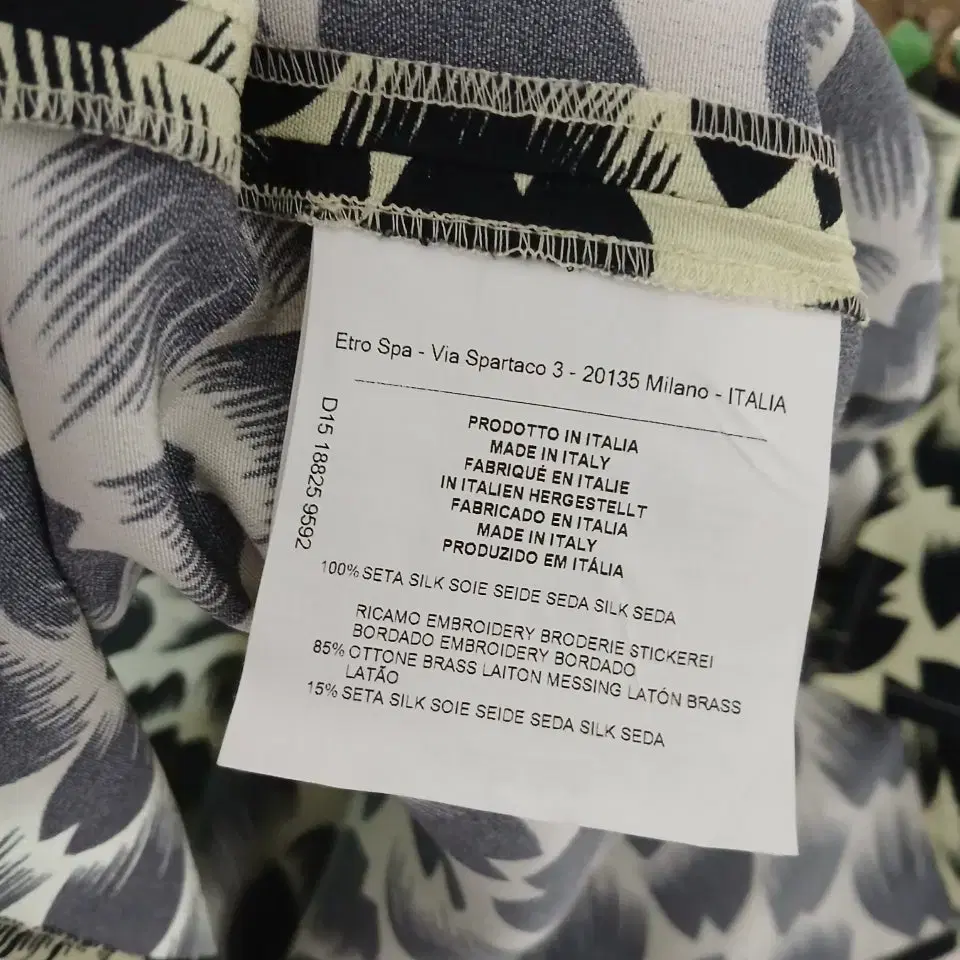 Etro Spa - Via Spartaco 3 - 20135 Milano - ITALIA
D15 18825 9592
PRODOTTO IN ITALIA
MADE IN ITALY
FABRIQUÉ EN ITALIE
IN ITALIEN HERGESTELLT
FABRICADO EN ITALIA
MADE IN ITALY
PRODUZIDO EM ITÁLIA
100% SETA SILK SOIE SEIDE SEDA SILK SEDA
RICAMO EMBROIDERY BRODERIE STICKEREI
BORDADO EMBROIDERY BORDADO
85% OTTONE BRASS LAITON MESSING LATÓN BRASS
LATÃO
15% SETA SILK SOIE SEIDE SEDA SILK SEDA